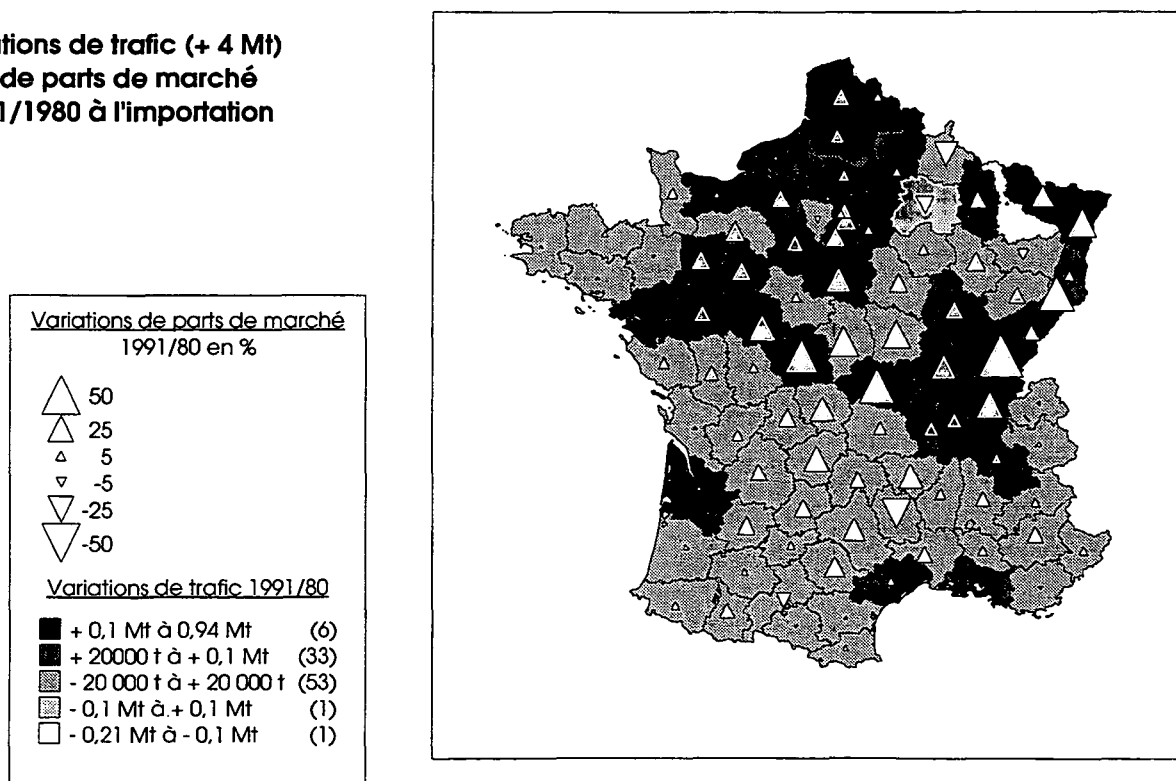 tions de trafic (+ 4 Mt)
de parts de marché
1/1980 à l'importation
Variations de parts de marché
1991/80 en %
50
25
5
-5
-25
-50
Variations de trafic 1991/80
+ 0,1 Mt à 0,94 Mt (6)
+ 20000 t à + 0,1 Mt (33)
- 20 000 t à + 20 000 t (53)
- 0,1 Mt à.+ 0,1 Mt (1)
- 0,21 Mt à - 0,1 Mt (1)